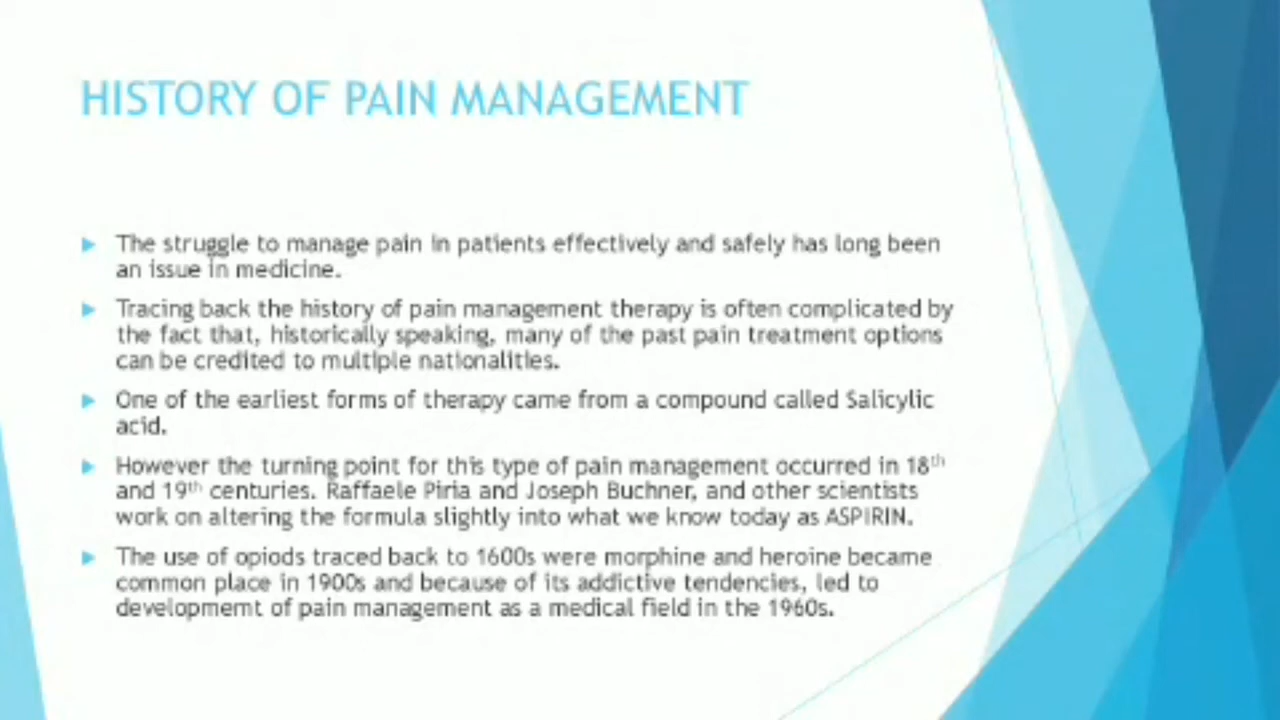 HISTORY OF PAIN MANAGEMENT
The struggle to manage pain in patients effectively and safely has long been
an issue in medicine.
Tracing back the history of pain management therapy is often complicated by
the fact that, historically speaking, many of the past pain treatment options
can be credited to multiple nationalities.
One of the earliest forms of therapy came from a compound called Salicylic
acid.
However the turning point for this type of pain management occurred in 18th
and 19th centuries. Raffaele Piria and Joseph Buchner, and other scientists
work on altering the formula slightly into what we know today as ASPIRIN.
The use of opiods traced back to 1600s were morphine and heroine became
common place in 1900s and because of its addictive tendencies, led to
developmemt of pain management as a medical field in the 1960s.